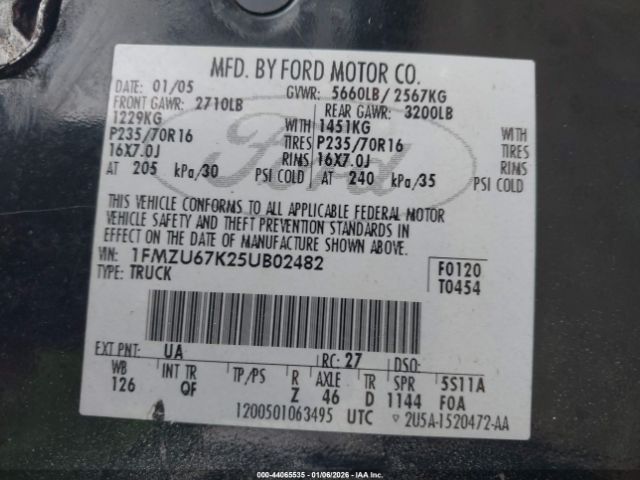 MFD. BY FORD MOTOR CO.
DATE: 01/05 GVWR: 5660LB/ 2567KG
FRONT GAWR: 2710LB REAR GAWR: 3200LB
1229KG WITH 1451KG WITH
P235/70R16 TIRES P235/70R16 TIRES
16X7.0J RIMS 16X7.0J RIMS
AT 205 kPa/30 PSI COLD AT 240 kPa/35 PSI COLD
THIS VEHICLE CONFORMS TO ALL APPLICABLE FEDERAL MOTOR
VEHICLE SAFETY AND THEFT PREVENTION STANDARDS IN
EFFECT ON THE DATE OF MANUFACTURE SHOWN ABOVE.
VIN: 1FMZU67K25UB02482 F0120
TYPE: TRUCK T0454
EXT PNT: UA RC: 27 DSO:
WB INT TR TP/PS R AXLE TR SPR 5S11A
126 QF Z 46 D 1144 F0A
1200501063495 UTC ▽ 2U5A-1520472-AA
Ford
000-44065535 - 01/06/2026 - IAA Inc.